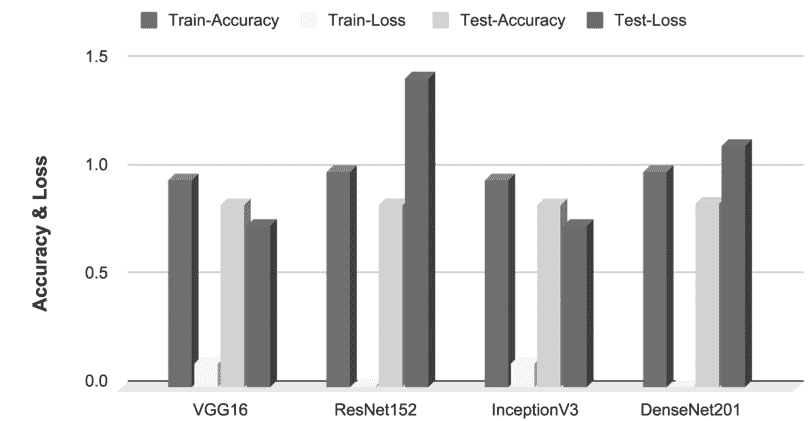 Train-Accuracy Train-Loss Test-Accuracy Test-Loss
Accuracy & Loss
1.5
1.0
0.5
0.0
VGG16 ResNet152 InceptionV3 DenseNet201